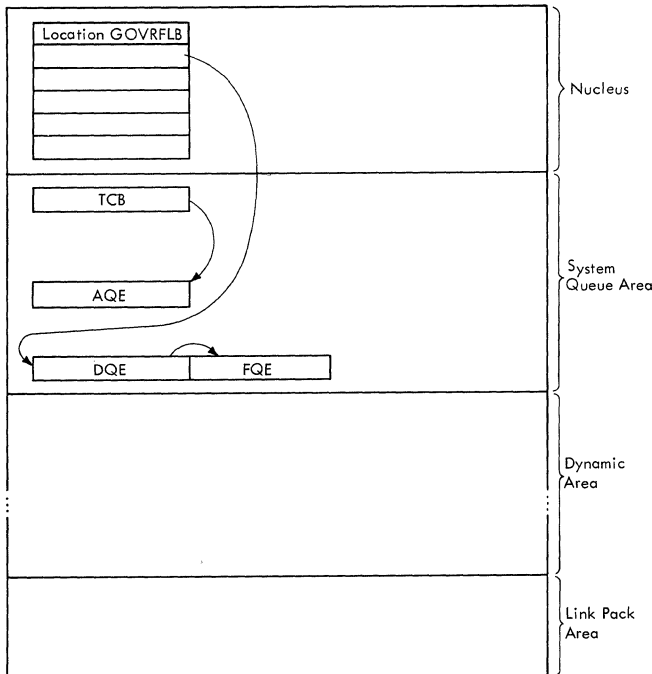 Location GOVRFLB
Nucleus
TCB
System
Queue Area
AQE
DQE
FQE
Dynamic
Area
Link Pack
Area